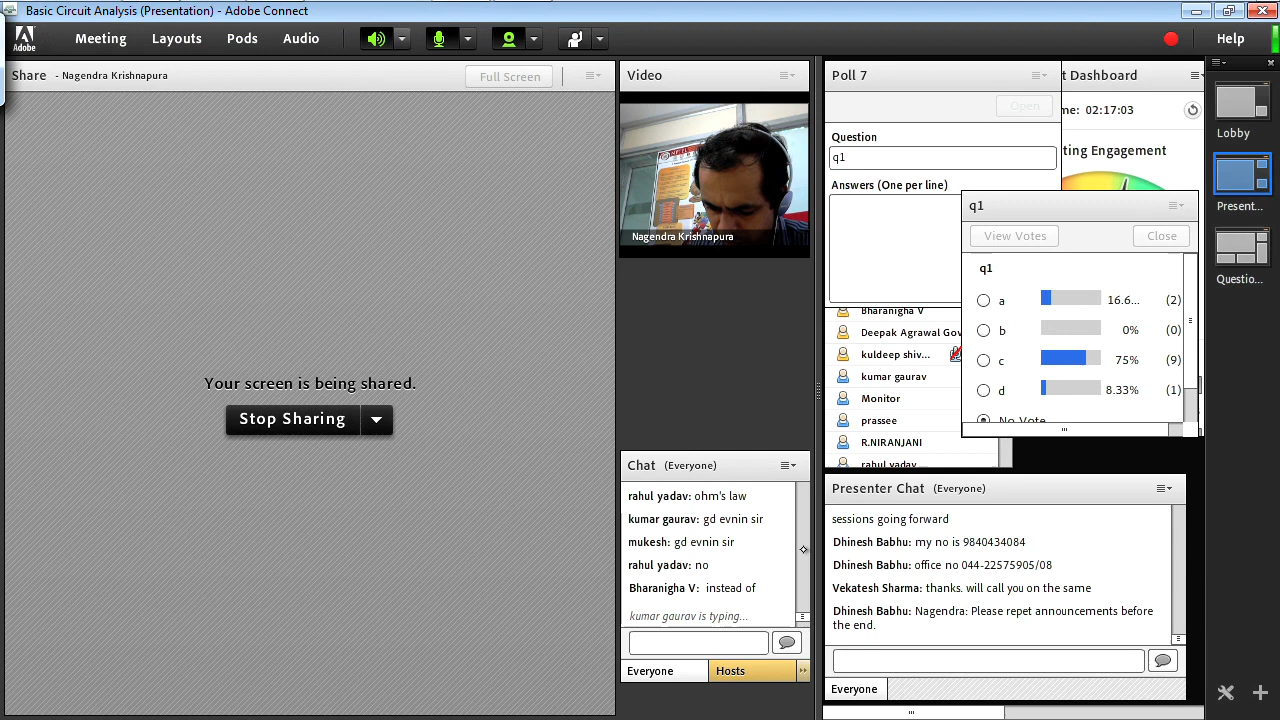 Basic Circuit Analysis (Presentation) - Adobe Connect
Adobe
Meeting
Layouts
Pods
Audio
Help
Share - Nagendra Krishnapura
Full Screen
Your screen is being shared.
Stop Sharing
Video
Nagendra Krishnapura
Chat (Everyone)
rahul yadav: ohm's law
kumar gaurav: gd evnin sir
mukesh: gd evnin sir
rahul yadav: no
Bharanigha V: instead of
kumar gaurav is typing...
Everyone
Hosts
Poll 7
Open
Question
q1
Answers (One per line)
t Dashboard
me: 02:17:03
ting Engagement
q1
View Votes
Close
q1
a 16.6... (2)
b 0% (0)
c 75% (9)
d 8.33% (1)
No Vote
Bharanigha V
Deepak Agrawal Gov
kuldeep shiv...
kumar gaurav
Monitor
prassee
R.NIRANJANI
rahul yadav
Presenter Chat (Everyone)
sessions going forward
Dhinesh Babhu: my no is 9840434084
Dhinesh Babhu: office no 044-22575905/08
Vekatesh Sharma: thanks. will call you on the same
Dhinesh Babhu: Nagendra: Please repet announcements before
the end.
Everyone
Lobby
Present...
Questio...